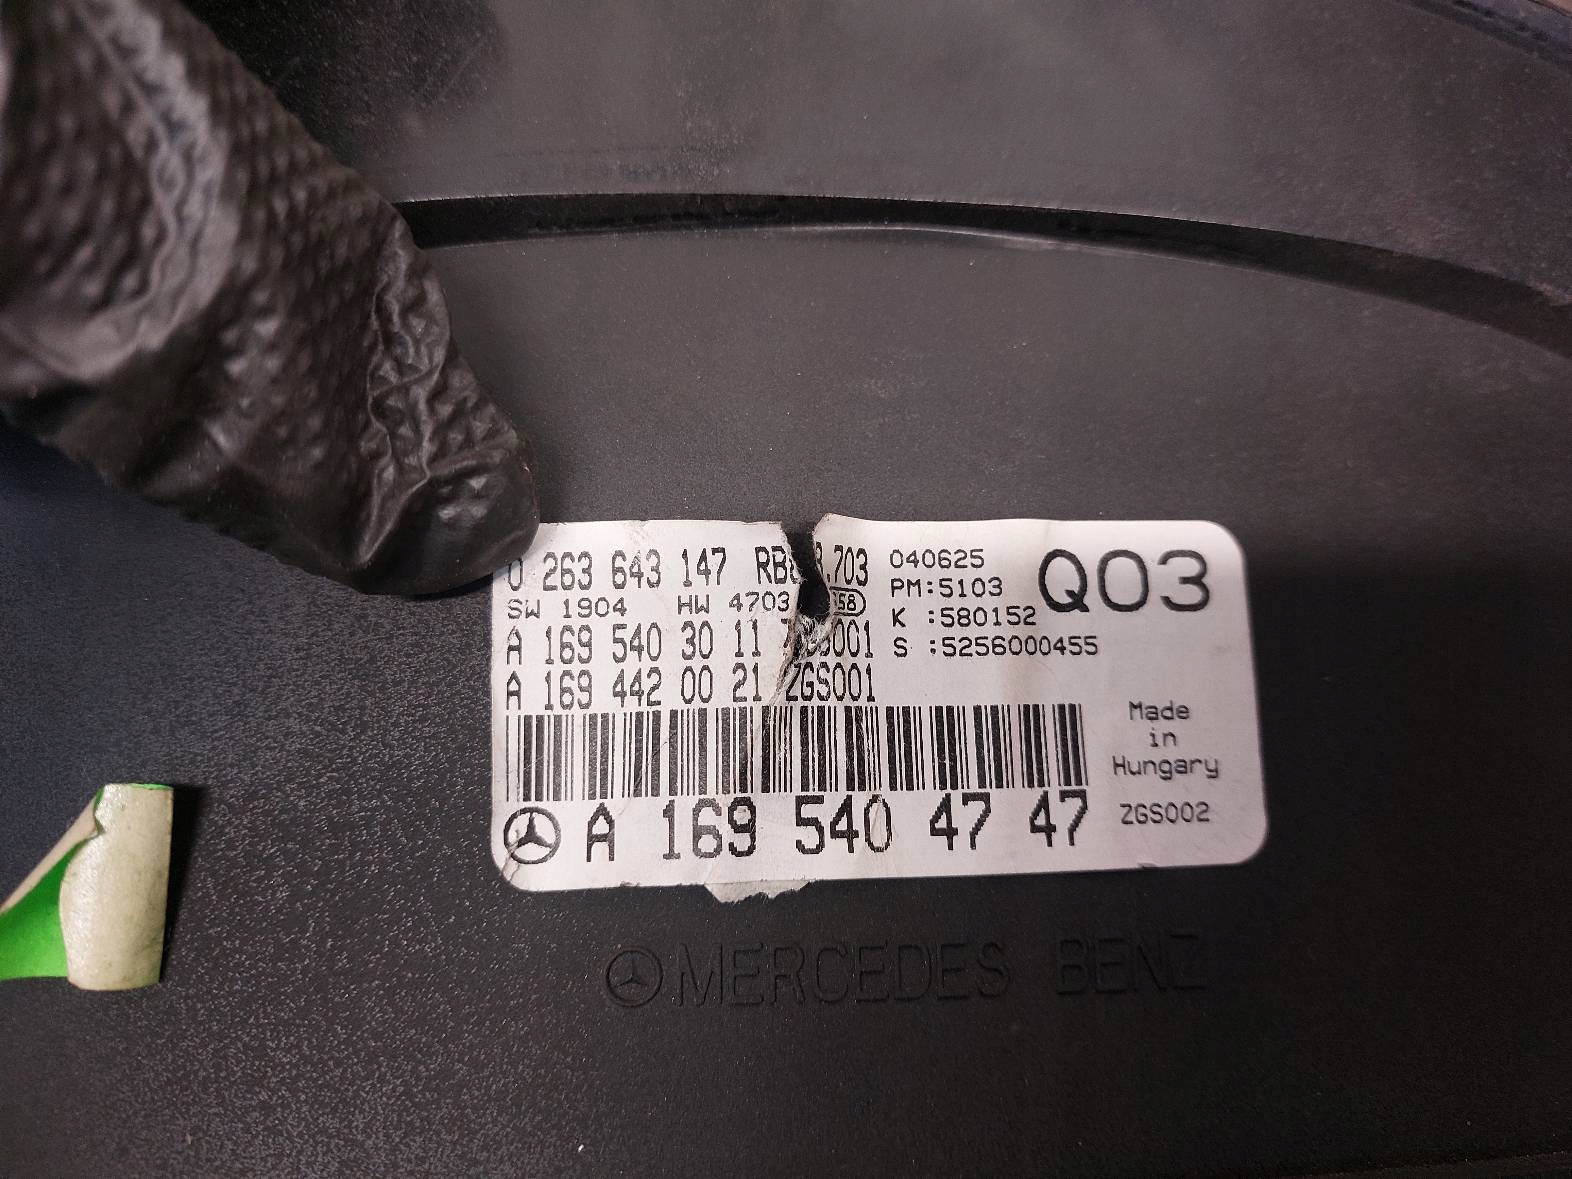 0 263 643 147
SW 1904 HW 4703
A 169 540 30 11
A 169 442 00 21 ZGS001
040625
PM:5103
K :580152
S :5256000455
Q03
Made
in
Hungary
ZGS002
A 169 540 47 47
MERCEDES BENZ